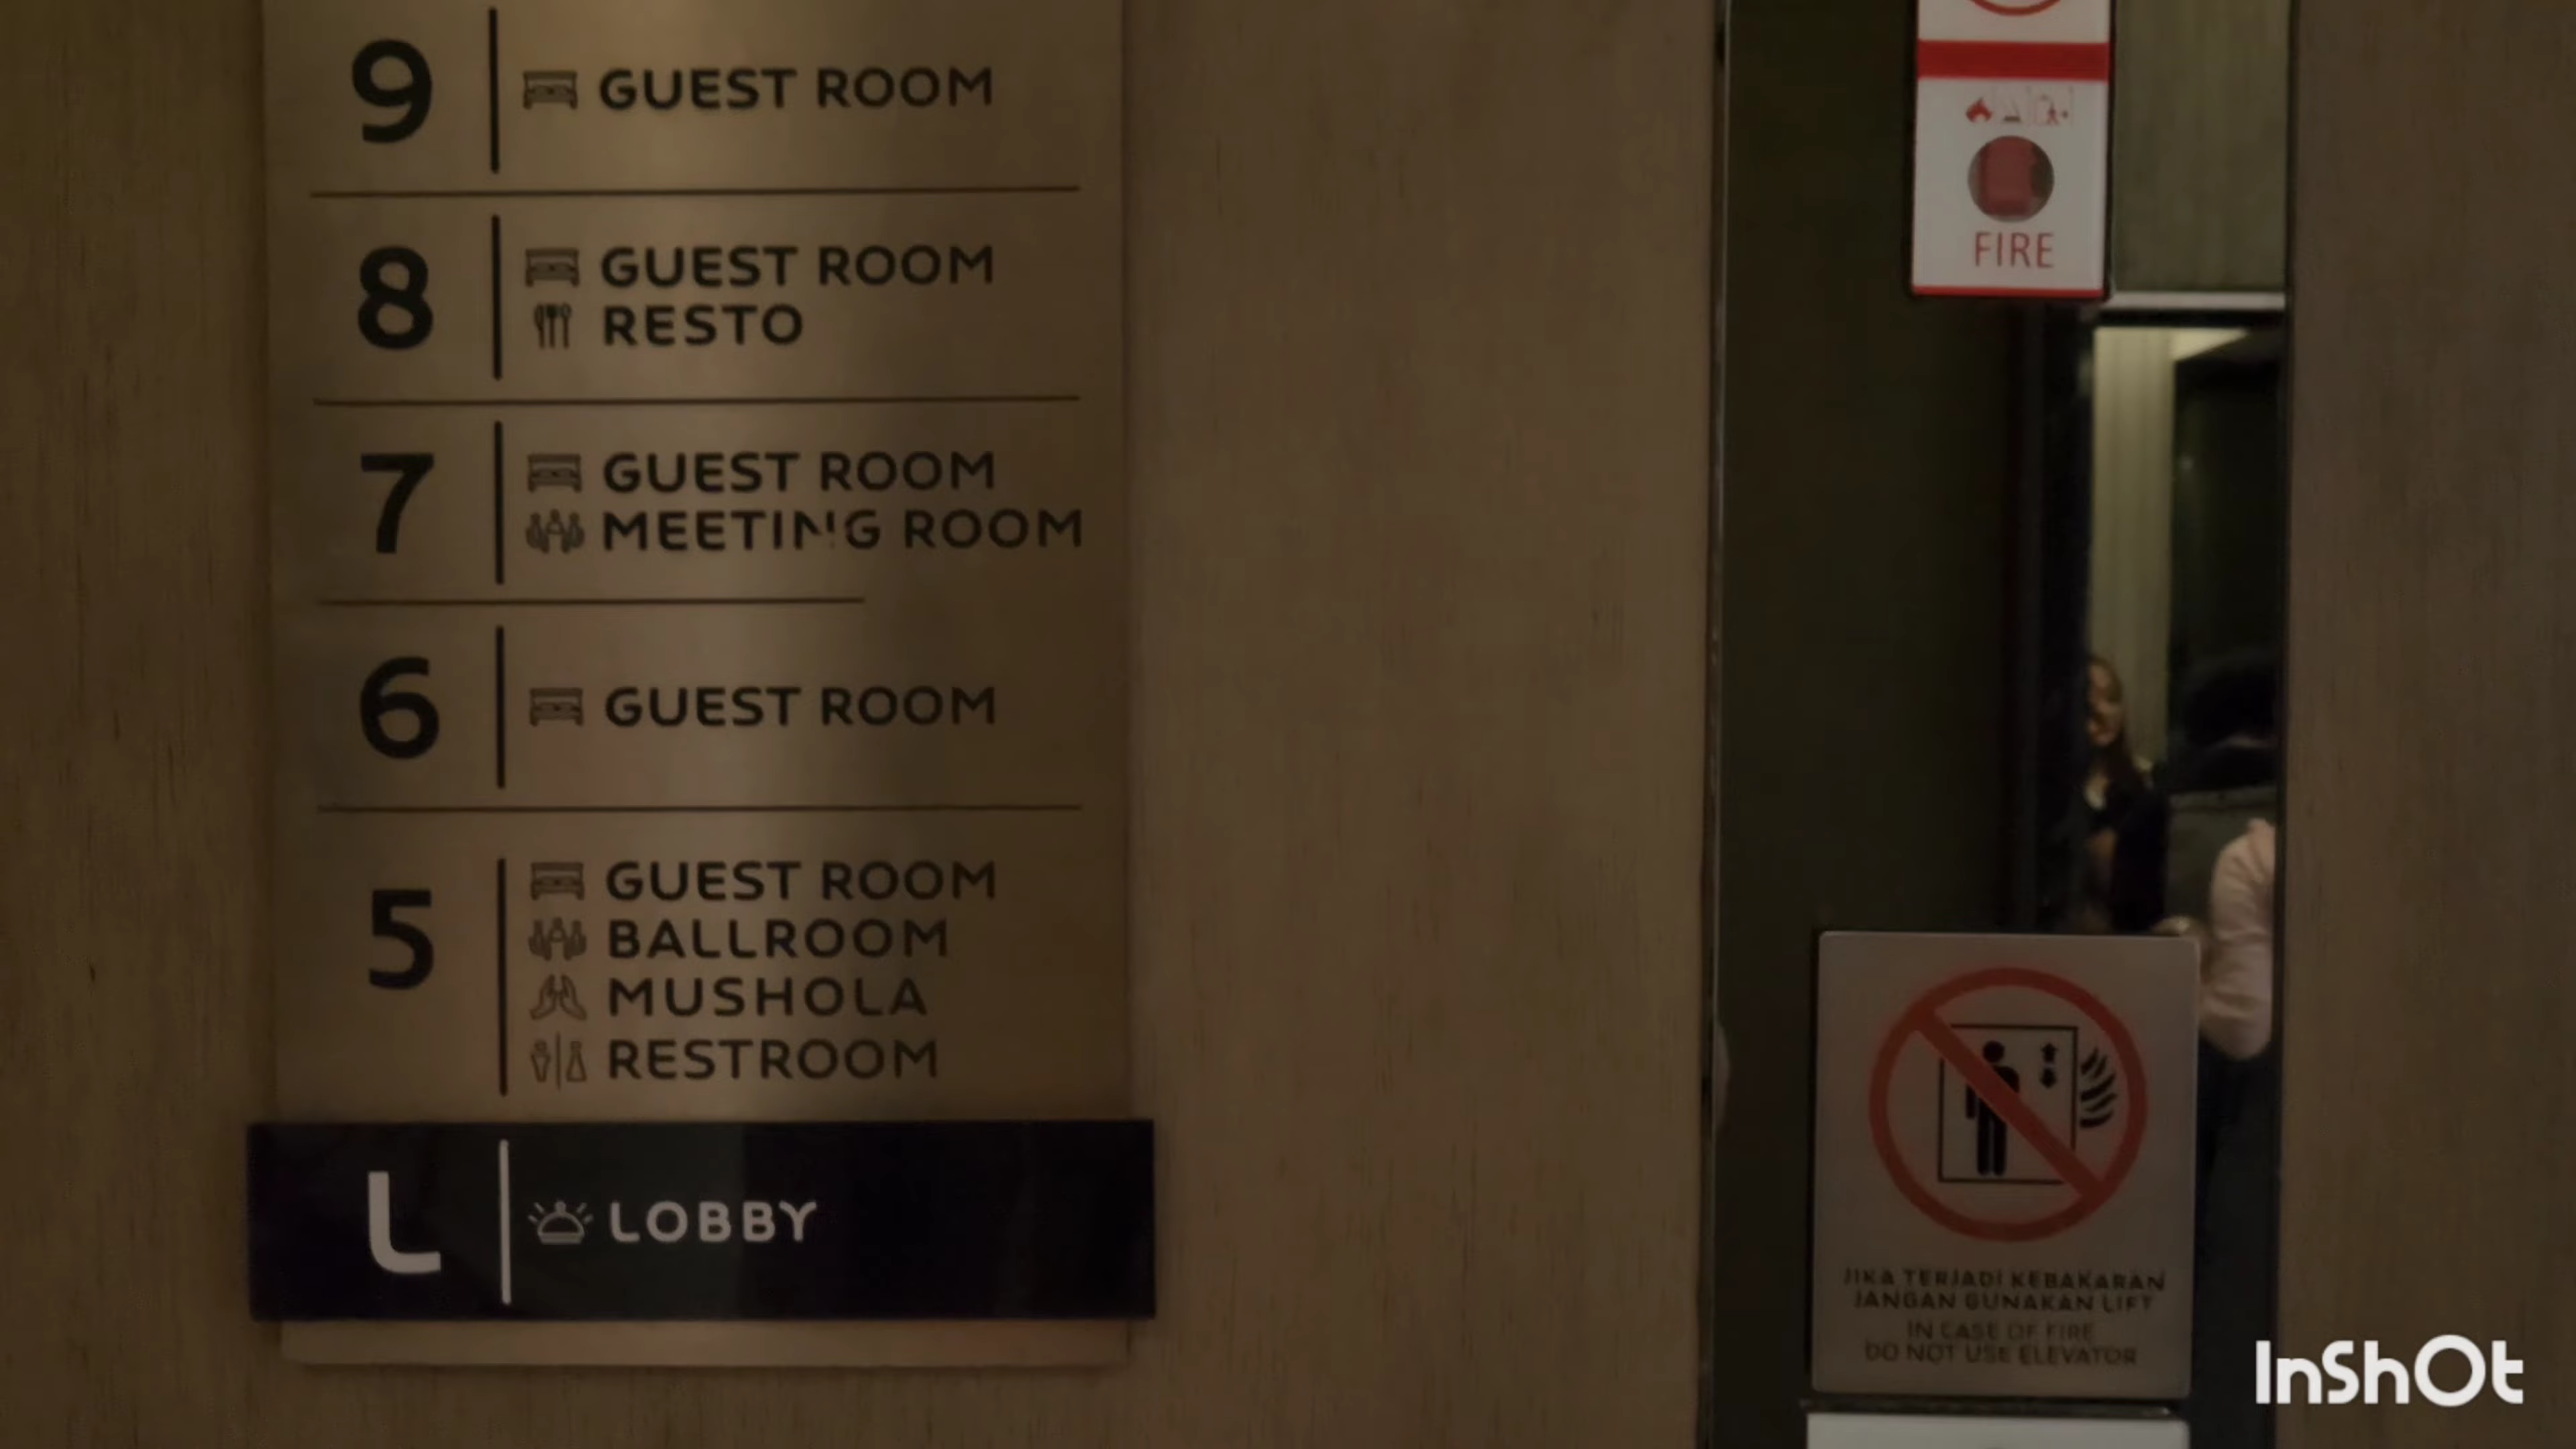 9 GUEST ROOM
8 GUEST ROOM
RESTO
7 GUEST ROOM
MEETING ROOM
6 GUEST ROOM
5 GUEST ROOM
BALLROOM
MUSHOLA
RESTROOM
L LOBBY
FIRE
JIKA TERJADI KEBAKARAN
JANGAN GUNAKAN LIFT
IN CASE OF FIRE
DO NOT USE ELEVATOR
InShOt